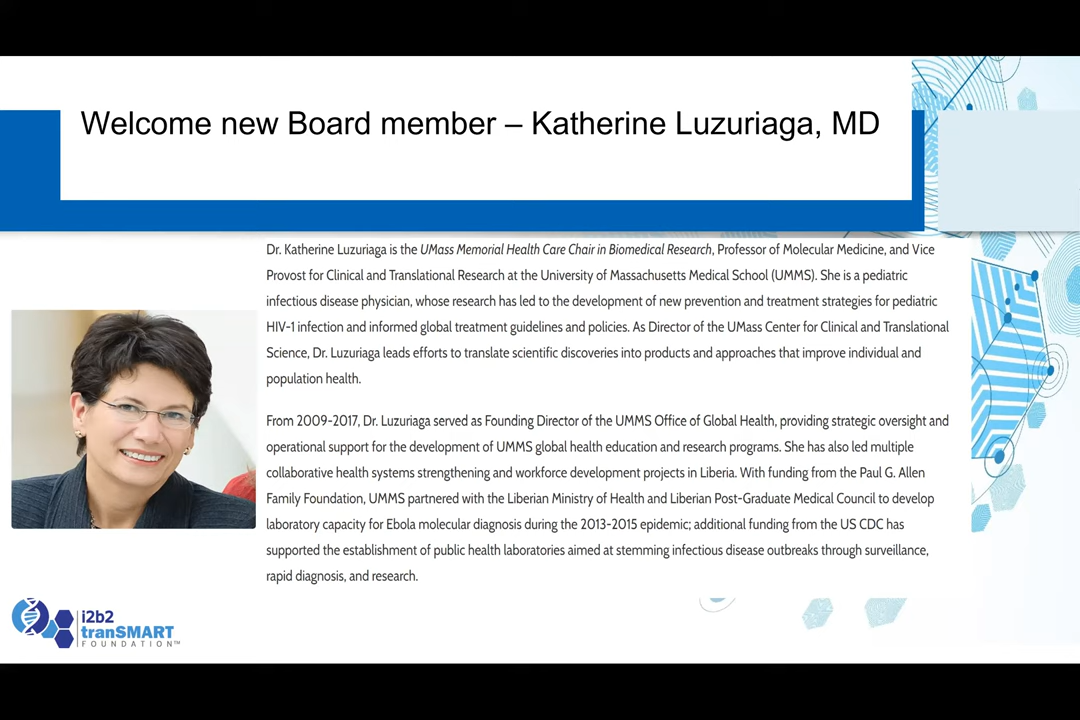 Welcome new Board member – Katherine Luzuriaga, MD
Dr. Katherine Luzuriaga is the UMass Memorial Health Care Chair in Biomedical Research, Professor of Molecular Medicine, and Vice
Provost for Clinical and Translational Research at the University of Massachusetts Medical School (UMMS). She is a pediatric
infectious disease physician, whose research has led to the development of new prevention and treatment strategies for pediatric
HIV-1 infection and informed global treatment guidelines and policies. As Director of the UMass Center for Clinical and Translational
Science, Dr. Luzuriaga leads efforts to translate scientific discoveries into products and approaches that improve individual and
population health.
From 2009-2017, Dr. Luzuriaga served as Founding Director of the UMMS Office of Global Health, providing strategic oversight and
operational support for the development of UMMS global health education and research programs. She has also led multiple
collaborative health systems strengthening and workforce development projects in Liberia. With funding from the Paul G. Allen
Family Foundation, UMMS partnered with the Liberian Ministry of Health and Liberian Post-Graduate Medical Council to develop
laboratory capacity for Ebola molecular diagnosis during the 2013-2015 epidemic; additional funding from the US CDC has
supported the establishment of public health laboratories aimed at stemming infectious disease outbreaks through surveillance,
rapid diagnosis, and research.
i2b2
tranSMART
FOUNDATION™